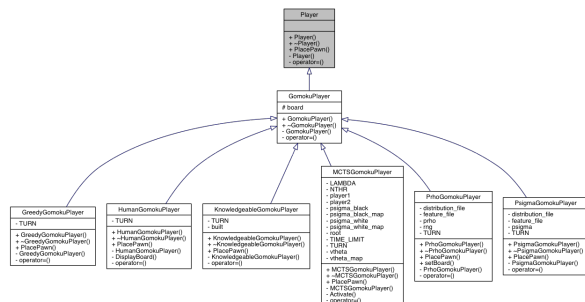 Player
+ Player()
+ ~Player()
+ PlacePawn()
- Player()
- operator=()
GomokuPlayer
# board
+ GomokuPlayer()
+ ~GomokuPlayer()
- GomokuPlayer()
- operator=()
GreedyGomokuPlayer
- TURN
+ GreedyGomokuPlayer()
+ ~GreedyGomokuPlayer()
+ PlacePawn()
- GreedyGomokuPlayer()
- operator=()
HumanGomokuPlayer
- TURN
+ HumanGomokuPlayer()
+ ~HumanGomokuPlayer()
+ PlacePawn()
- HumanGomokuPlayer()
- DisplayBoard()
- operator=()
KnowledgeableGomokuPlayer
- TURN
- built
+ KnowledgeableGomokuPlayer()
+ ~KnowledgeableGomokuPlayer()
+ PlacePawn()
- KnowledgeableGomokuPlayer()
- operator=()
MCTSGomokuPlayer
- LAMBDA
- NTHR
- player1
- player2
- psigma_black
- psigma_black_map
- psigma_white
- psigma_white_map
- root
- TIME_LIMIT
- TURN
- vtheta
- vtheta_map
+ MCTSGomokuPlayer()
+ ~MCTSGomokuPlayer()
+ PlacePawn()
- MCTSGomokuPlayer()
- Activate()
- operator=()
PrhoGomokuPlayer
- distribution_file
- feature_file
- prho
- rng
- TURN
+ PrhoGomokuPlayer()
+ ~PrhoGomokuPlayer()
+ PlacePawn()
+ setBoard()
- PrhoGomokuPlayer()
- operator=()
PsigmaGomokuPlayer
- distribution_file
- feature_file
- psigma
- TURN
+ PsigmaGomokuPlayer()
+ ~PsigmaGomokuPlayer()
+ PlacePawn()
- PsigmaGomokuPlayer()
- operator=()